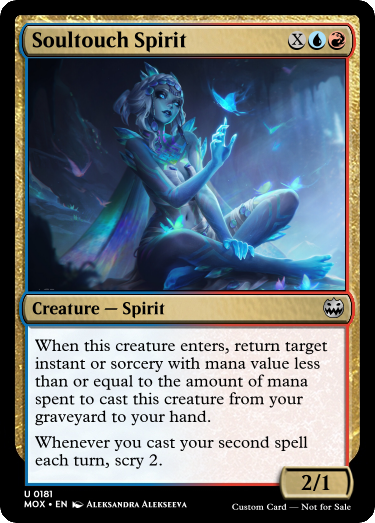 Soultouch Spirit X
Creature — Spirit
When this creature enters, return target
instant or sorcery with mana value less
than or equal to the amount of mana
spent to cast this creature from your
graveyard to your hand.
Whenever you cast your second spell
each turn, scry 2.
2/1
U 0181
MOX • EN Aleksandra Alekseeva
Custom Card — Not for Sale